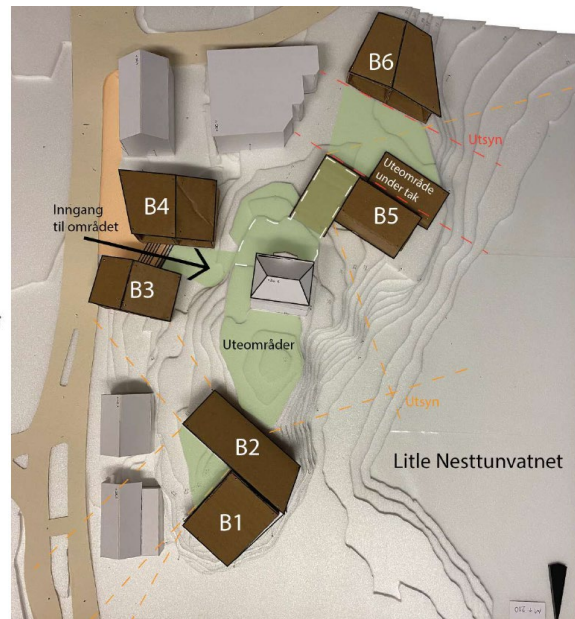 B6
Utsyn
Uteområde
under tak
B5
B4
Inngang
til området
B3
Uteområder
Utsyn
B2
Litle Nesttunvatnet
B1